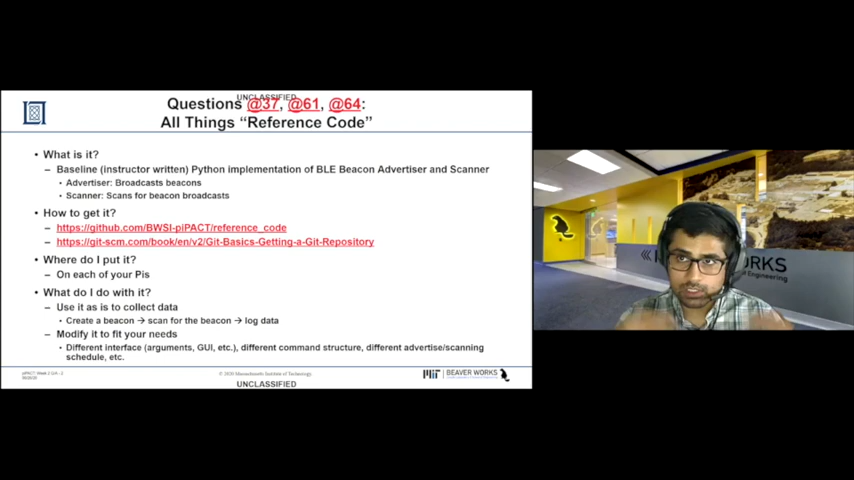 UNCLASSIFIED
Questions @37, @61, @64:
All Things “Reference Code”
• What is it?
– Baseline (instructor written) Python implementation of BLE Beacon Advertiser and Scanner
• Advertiser: Broadcasts beacons
• Scanner: Scans for beacon broadcasts
• How to get it?
– https://github.com/BWSI-piPACT/reference_code
– https://git-scm.com/book/en/v2/Git-Basics-Getting-a-Git-Repository
• Where do I put it?
– On each of your Pis
• What do I do with it?
– Use it as is to collect data
• Create a beacon → scan for the beacon → log data
– Modify it to fit your needs
• Different interface (arguments, GUI, etc.), different command structure, different advertise/scanning
schedule, etc.
© 2020 Massachusetts Institute of Technology
MIT BEAVER WORKS
UNCLASSIFIED
WORKS
Engineering